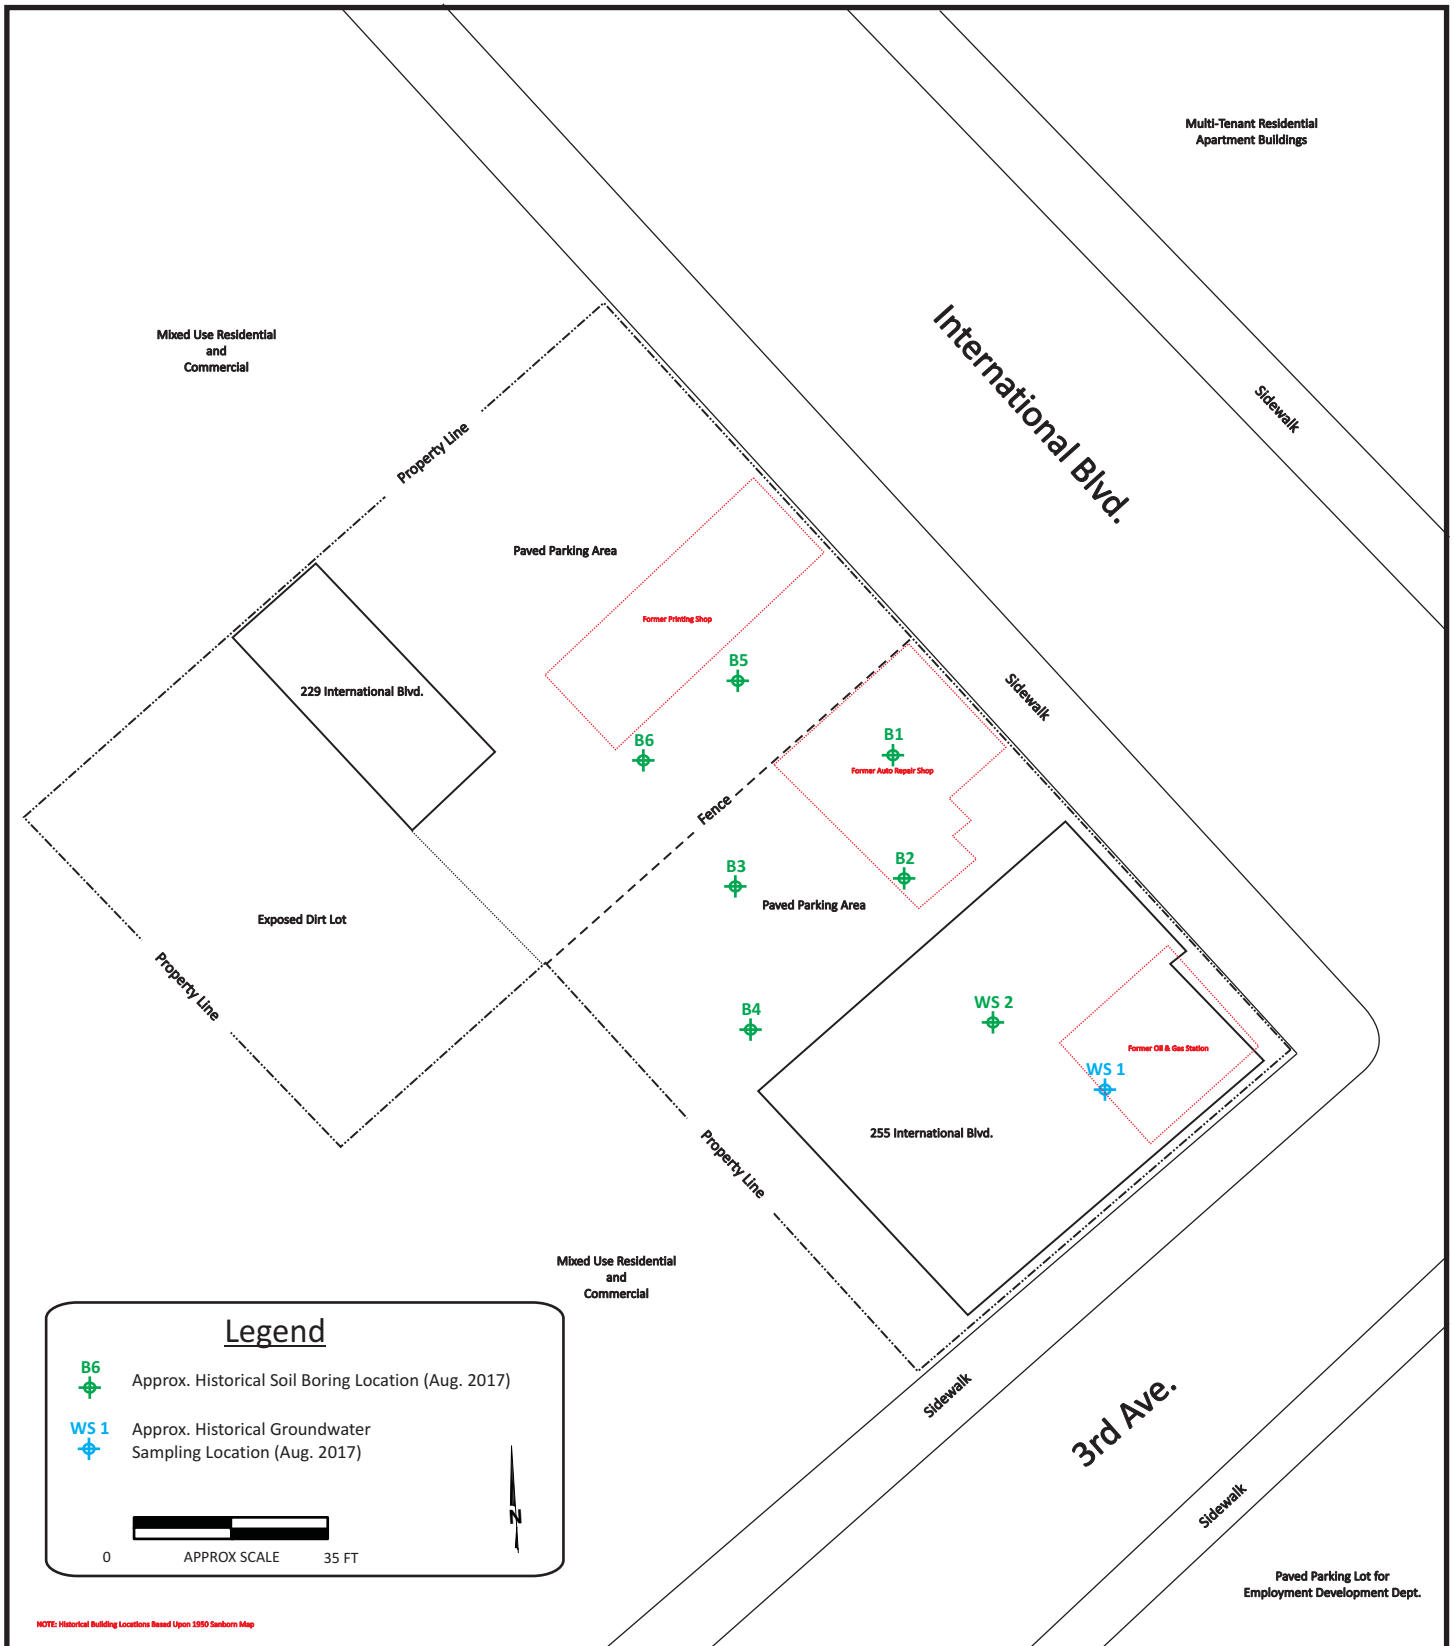 Multi-Tenant Residential
Apartment Buildings
Mixed Use Residential
and
Commercial
International Blvd.
Sidewalk
Property Line
Paved Parking Area
Former Printing Shop
B5
229 International Blvd.
Sidewalk
B1
B6
Former Auto Repair Shop
Fence
B3
B2
Paved Parking Area
Exposed Dirt Lot
Property Line
B4
WS 2
Former Oil & Gas Station
WS 1
255 International Blvd.
Property Line
Mixed Use Residential
and
Commercial
Sidewalk
3rd Ave.
Sidewalk
Paved Parking Lot for
Employment Development Dept.
Legend
B6
Approx. Historical Soil Boring Location (Aug. 2017)
WS 1
Approx. Historical Groundwater
Sampling Location (Aug. 2017)
N
0 APPROX SCALE 35 FT
NOTE: Historical Building Locations Based Upon 1950 Sanborn Map